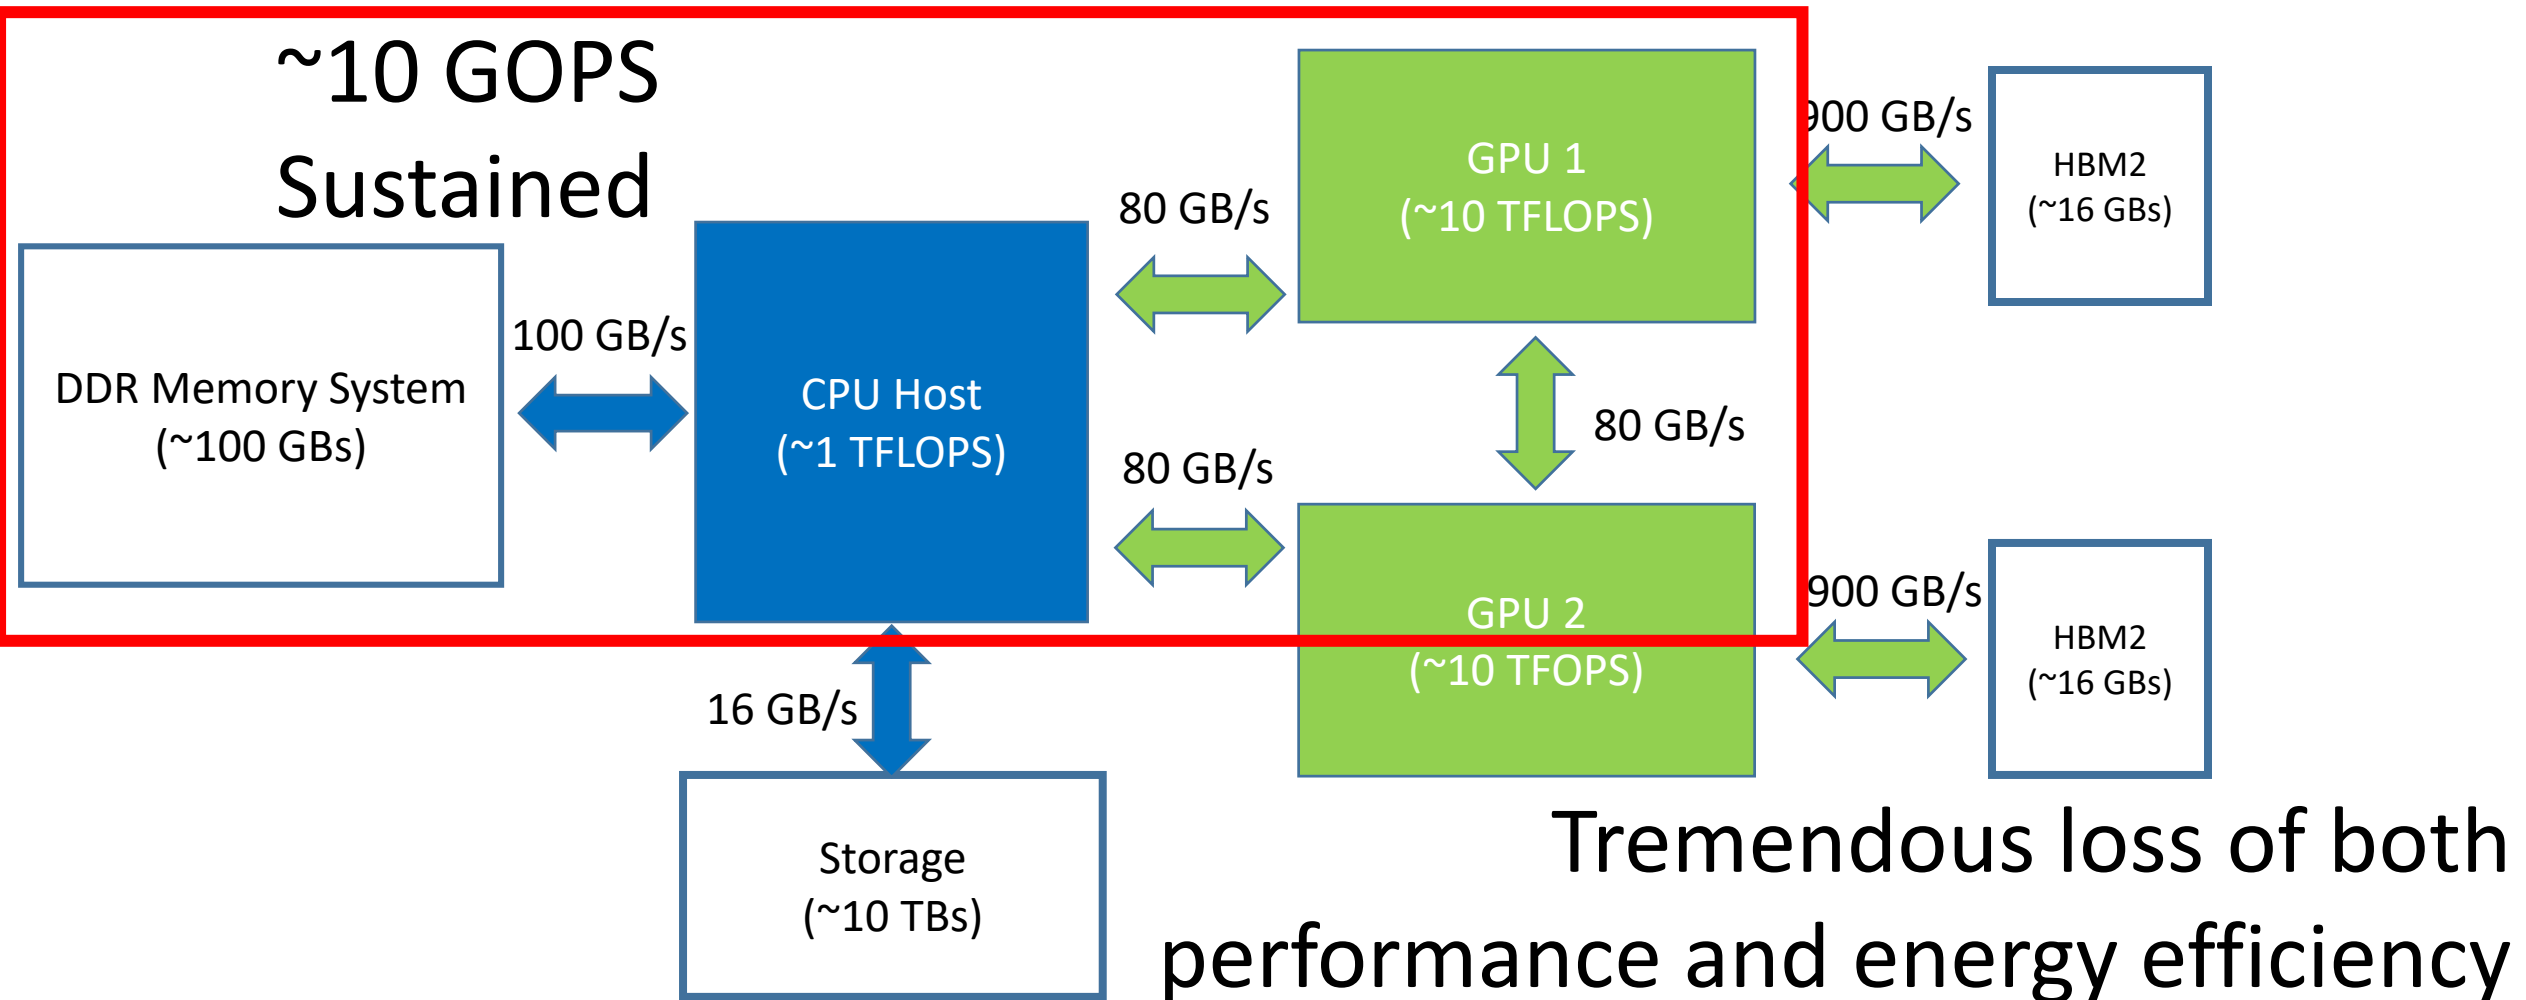 ~10 GOPS
Sustained
DDR Memory System
(~100 GBs)
100 GB/s
CPU Host
(~1 TFLOPS)
80 GB/s
80 GB/s
GPU 1
(~10 TFLOPS)
80 GB/s
GPU 2
(~10 TFOPS)
900 GB/s
HBM2
(~16 GBs)
900 GB/s
HBM2
(~16 GBs)
16 GB/s
Storage
(~10 TBs)
Tremendous loss of both
performance and energy efficiency